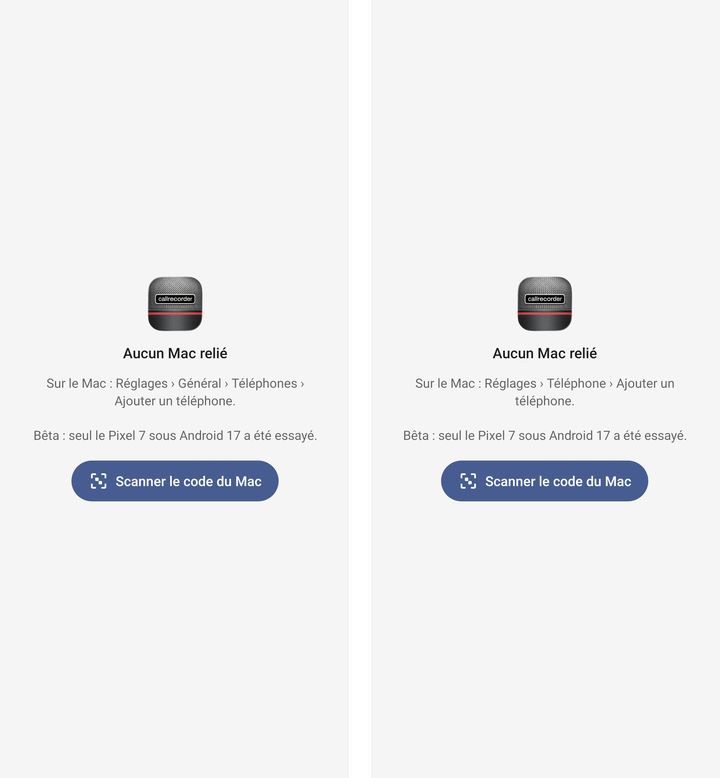 callrecorder
Aucun Mac relié
Sur le Mac : Réglages › Général › Téléphones ›
Ajouter un téléphone.
Bêta : seul le Pixel 7 sous Android 17 a été essayé.
Scanner le code du Mac
callrecorder
Aucun Mac relié
Sur le Mac : Réglages › Téléphone › Ajouter un
téléphone.
Bêta : seul le Pixel 7 sous Android 17 a été essayé.
Scanner le code du Mac